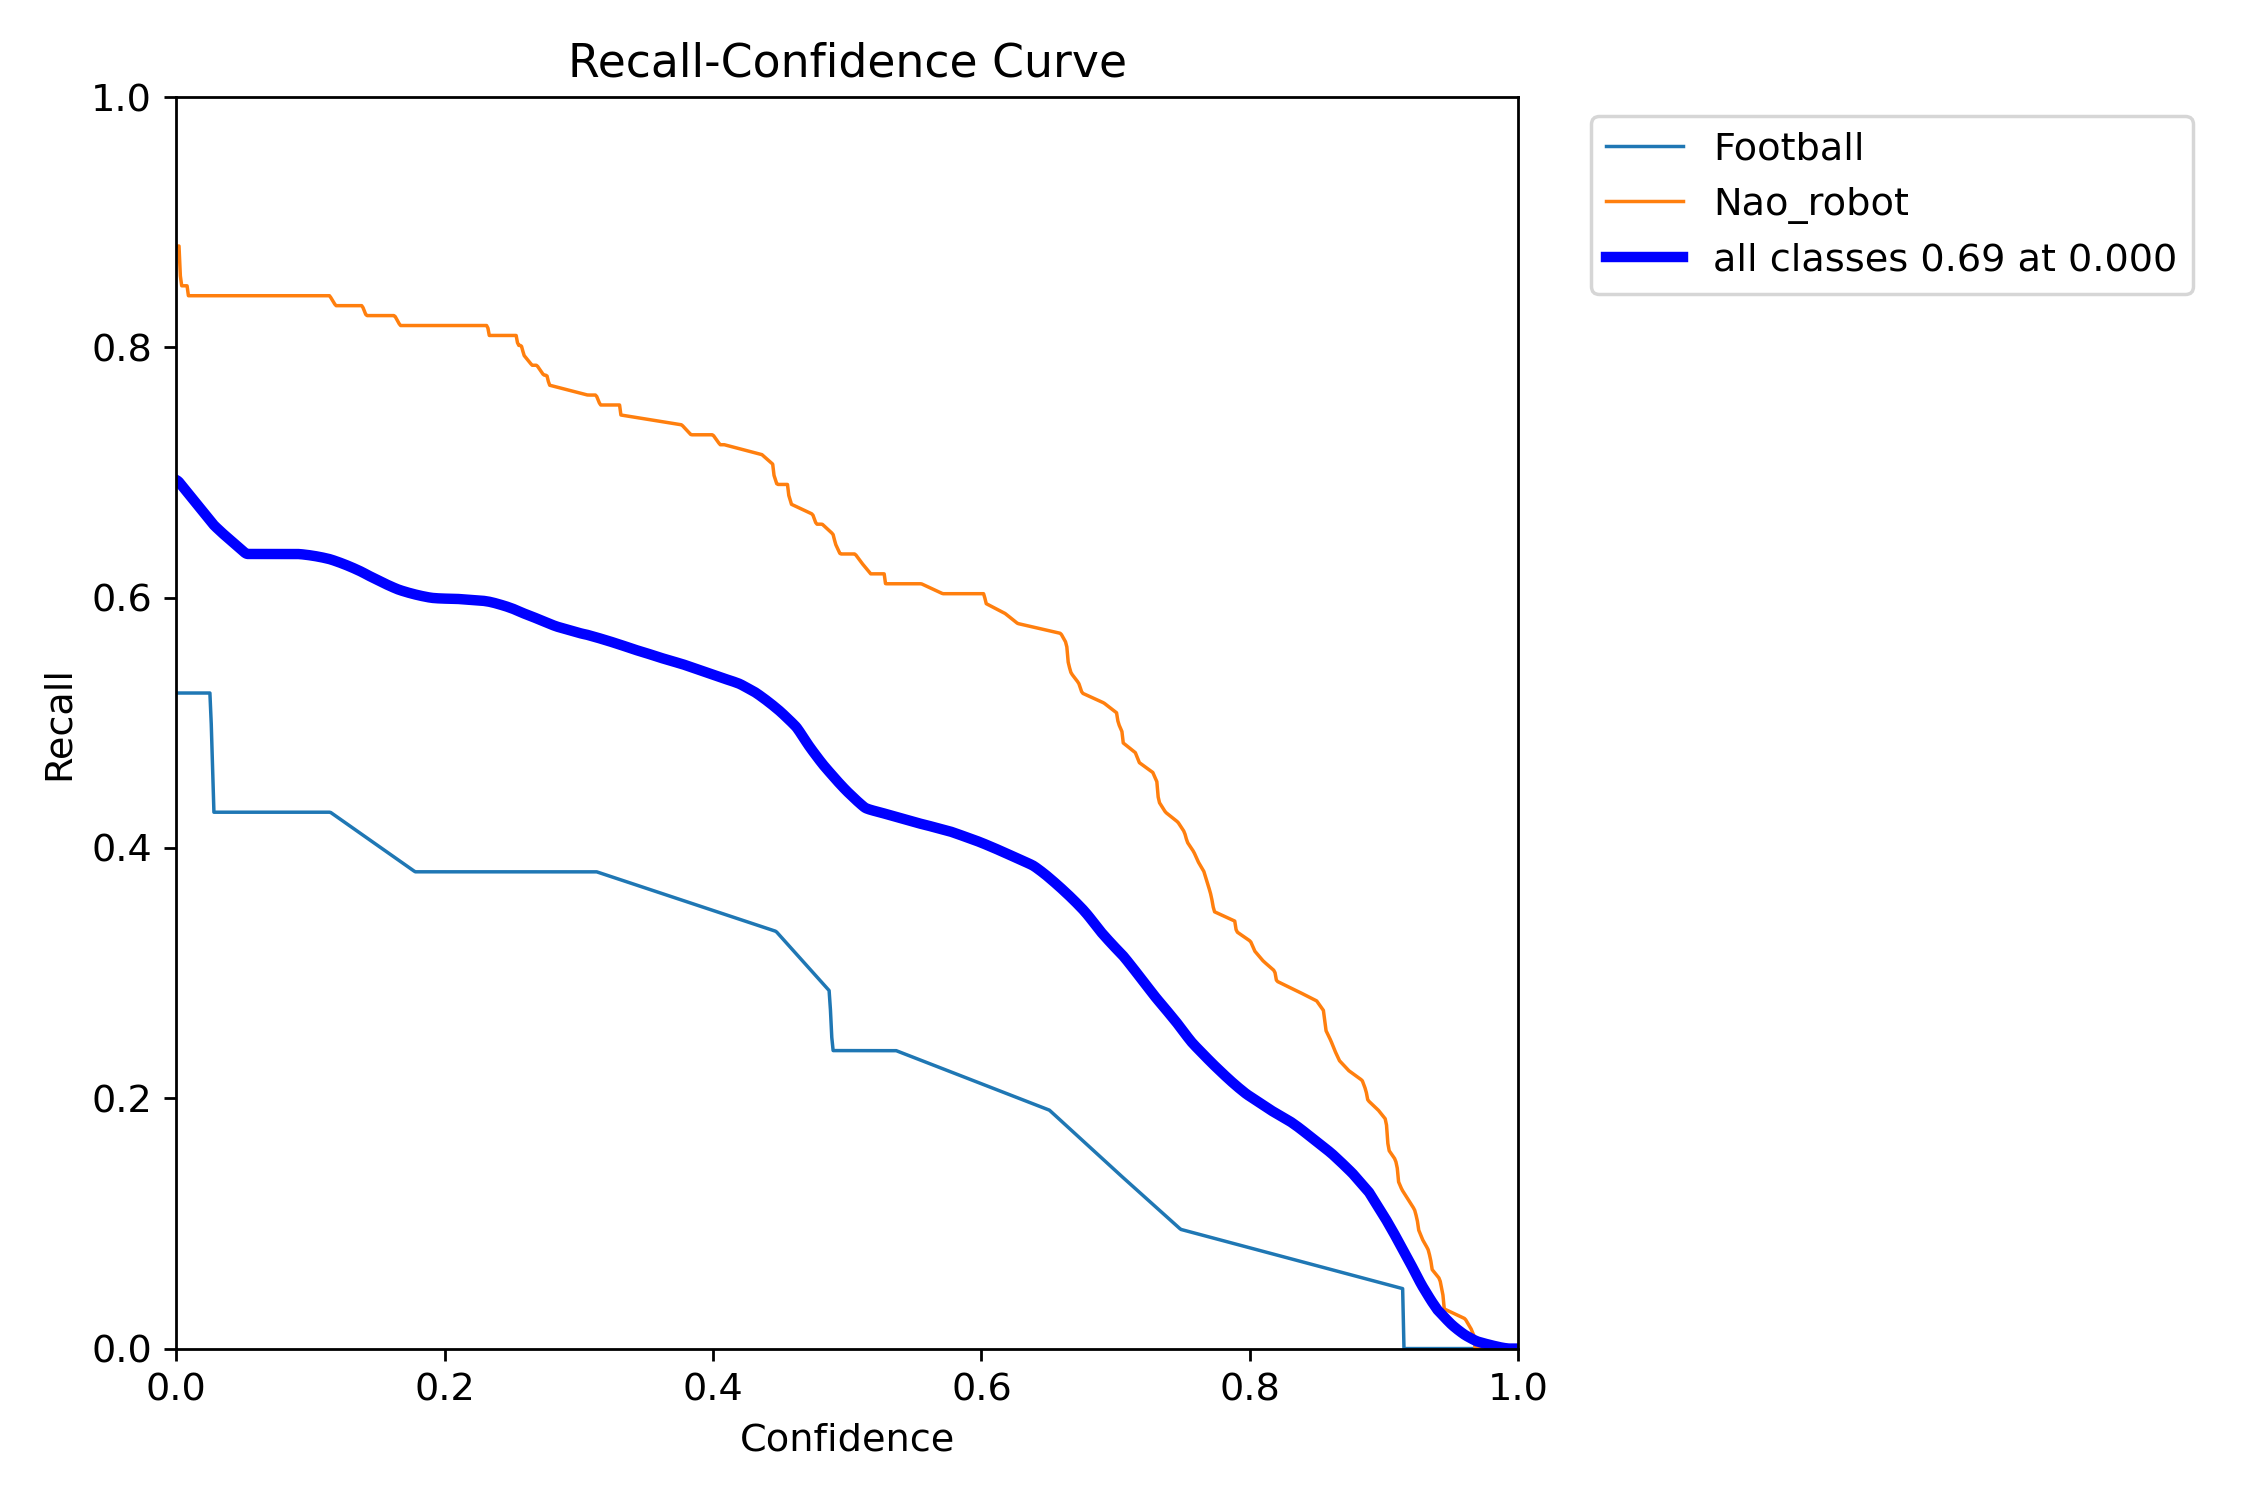 Recall-Confidence Curve
1.0
0.8
0.6
0.4
0.2
0.0
Recall
0.0 0.2 0.4 0.6 0.8 1.0
Confidence
Football
Nao_robot
all classes 0.69 at 0.000